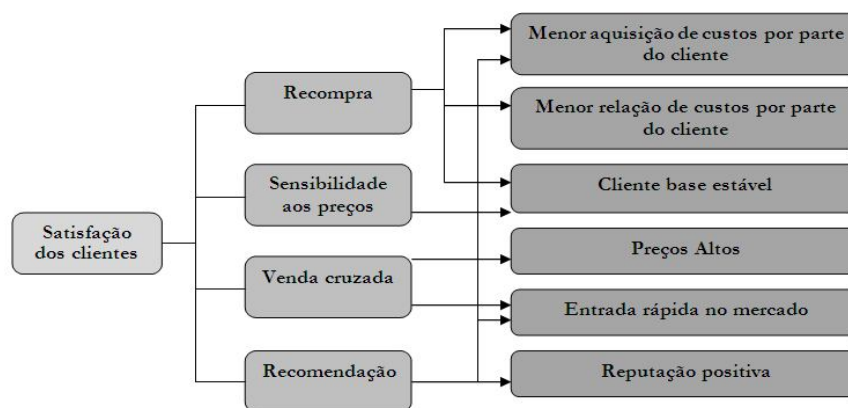 Satisfação
dos clientes
Recompra
Sensibilidade
aos preços
Venda cruzada
Recomendação
Menor aquisição de custos por parte
do cliente
Menor relação de custos por parte
do cliente
Cliente base estável
Preços Altos
Entrada rápida no mercado
Reputação positiva